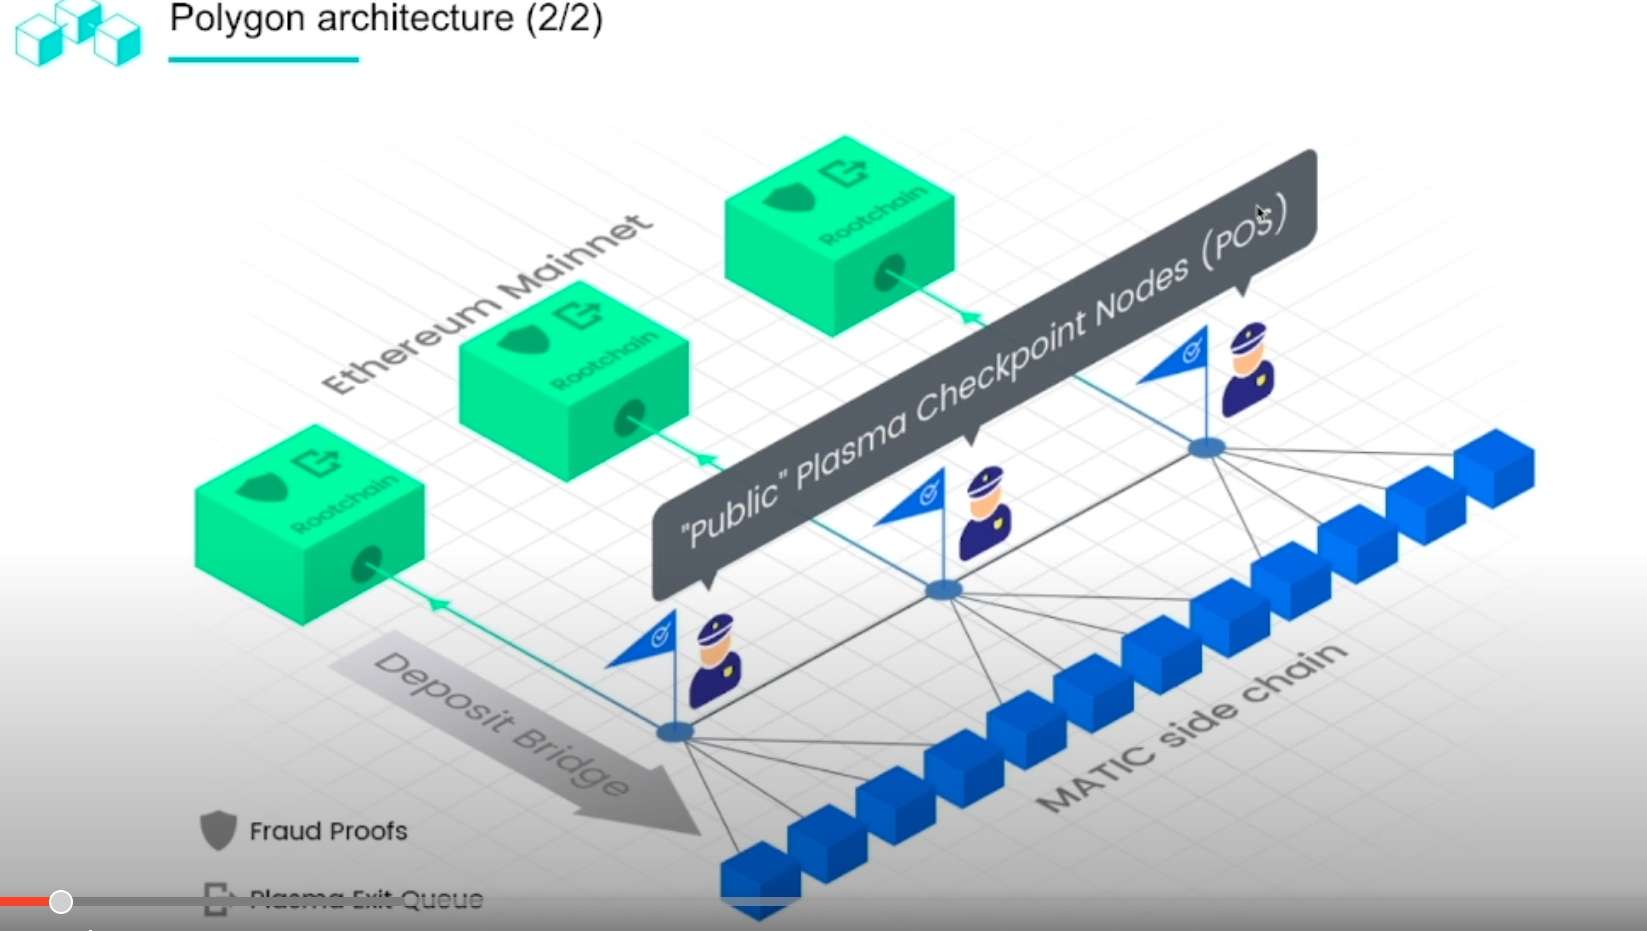 Polygon architecture (2/2)
Ethereum Mainnet
Rootchain
Rootchain
Rootchain
"Public" Plasma Checkpoint Nodes (POS)
Deposit Bridge
MATIC side chain
Fraud Proofs
Plasma Exit Queue